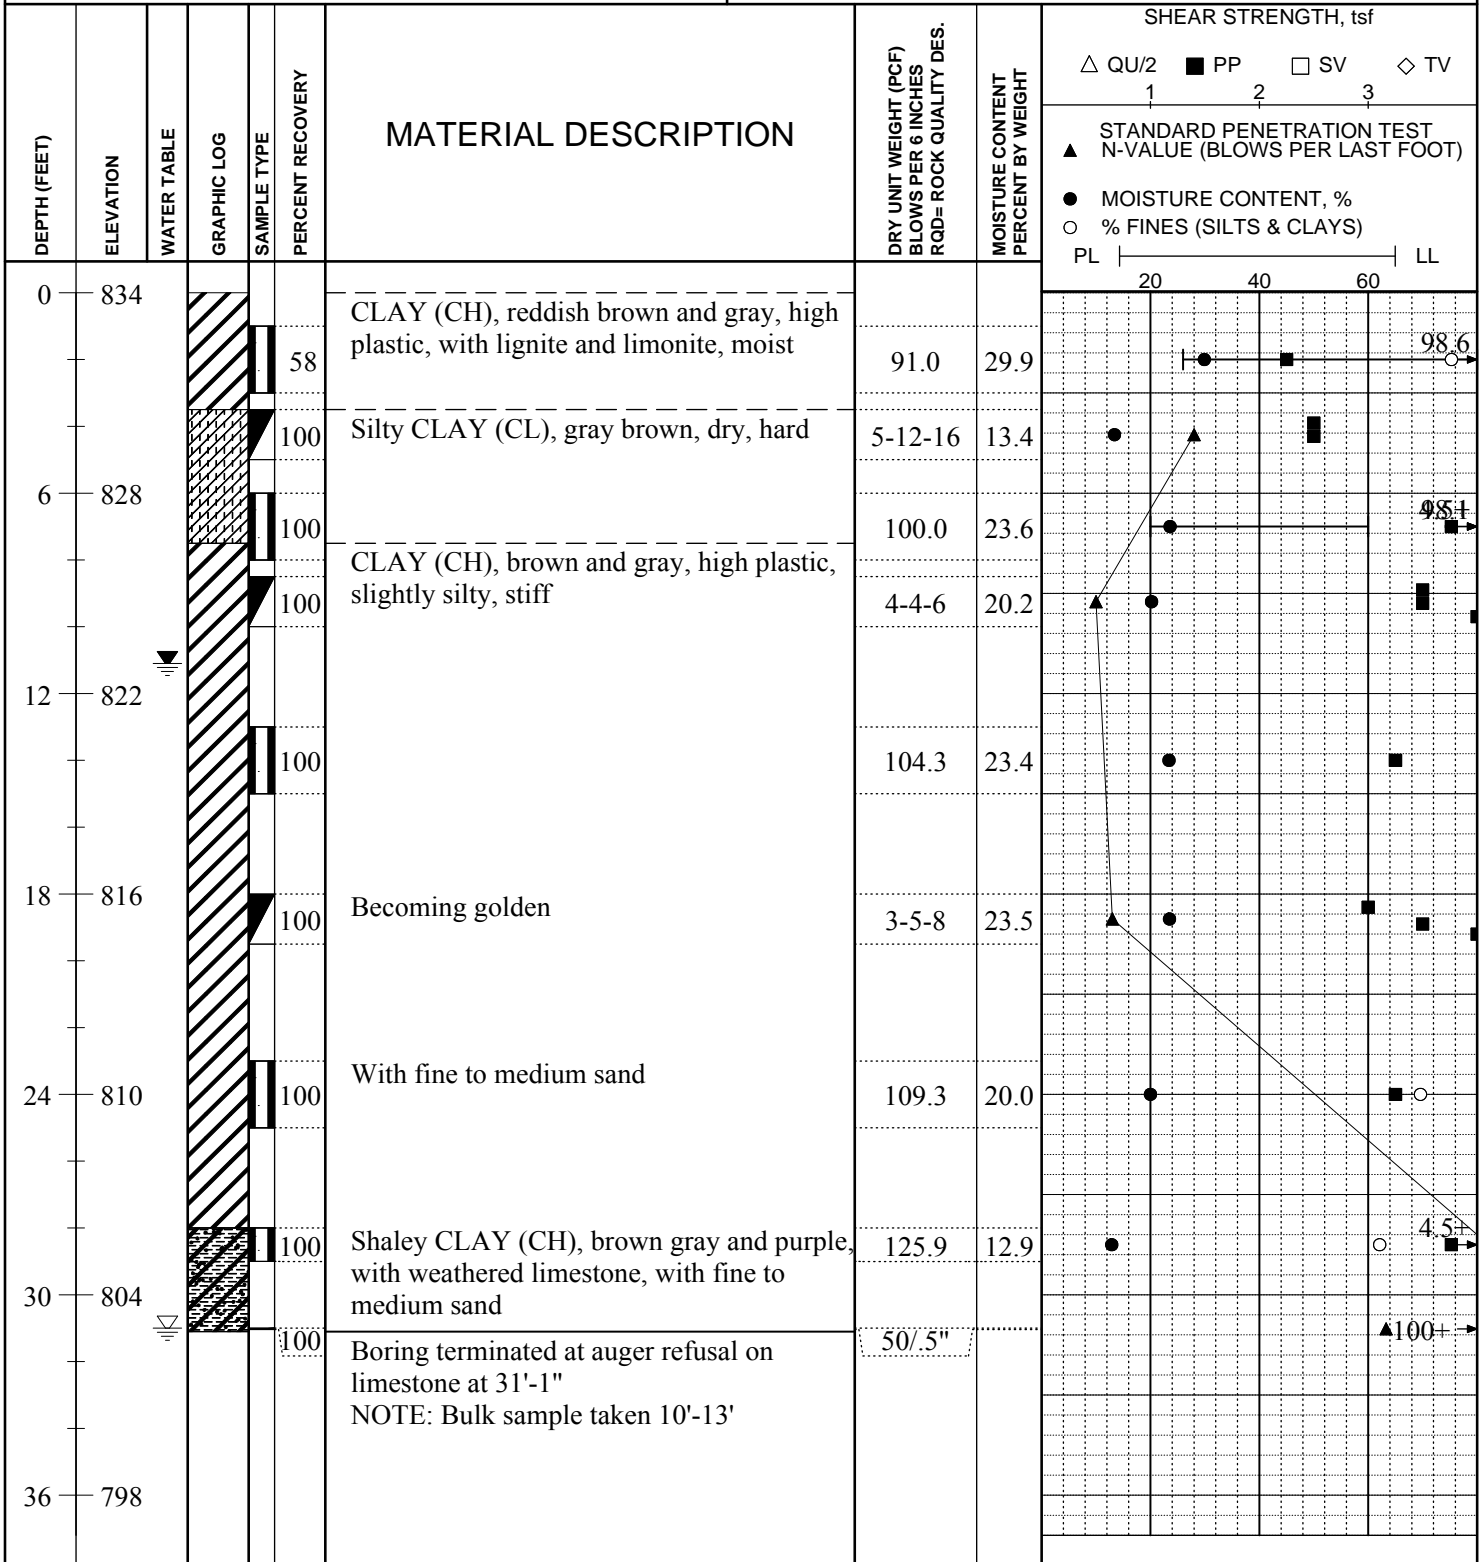 SHEAR STRENGTH, tsf
QU/2 PP SV TV
1 2 3
STANDARD PENETRATION TEST
N-VALUE (BLOWS PER LAST FOOT)
MOISTURE CONTENT, %
% FINES (SILTS & CLAYS)
PL LL
20 40 60
DEPTH (FEET)
ELEVATION
WATER TABLE
GRAPHIC LOG
SAMPLE TYPE
PERCENT RECOVERY
MATERIAL DESCRIPTION
DRY UNIT WEIGHT (PCF)
BLOWS PER 6 INCHES
RQD= ROCK QUALITY DES.
MOISTURE CONTENT
PERCENT BY WEIGHT
0 834
CLAY (CH), reddish brown and gray, high
plastic, with lignite and limonite, moist
58 91.0 29.9 98.6
100 Silty CLAY (CL), gray brown, dry, hard 5-12-16 13.4
6 828
100 100.0 23.6
CLAY (CH), brown and gray, high plastic,
slightly silty, stiff
100 4-4-6 20.2
12 822
100 104.3 23.4
18 816
100 Becoming golden 3-5-8 23.5
With fine to medium sand
24 810 100 109.3 20.0
100 Shaley CLAY (CH), brown gray and purple, 125.9 12.9 4.5+
with weathered limestone, with fine to
medium sand
30 804
100 50/.5" 100+
Boring terminated at auger refusal on
limestone at 31'-1"
NOTE: Bulk sample taken 10'-13'
36 798